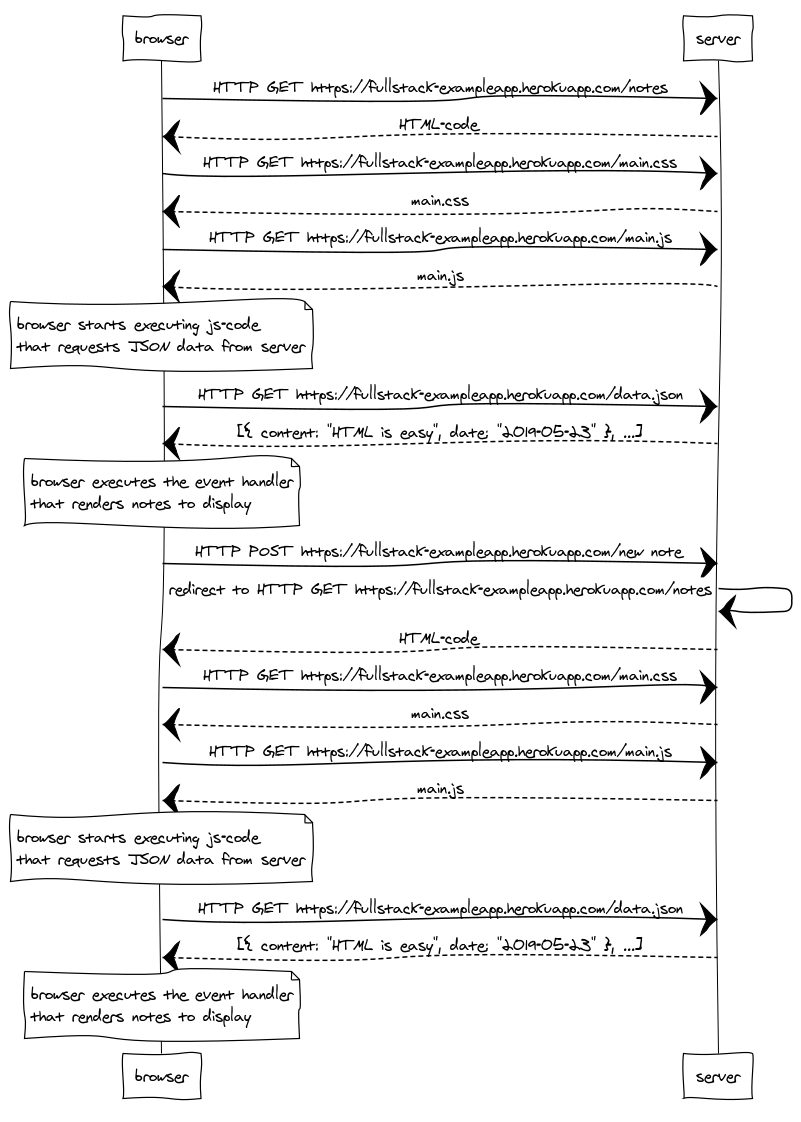 browser
server
HTTP GET https://fullstack-exampleapp.herokuapp.com/notes
HTML-code
HTTP GET https://fullstack-exampleapp.herokuapp.com/main.css
main.css
HTTP GET https://fullstack-exampleapp.herokuapp.com/main.js
main.js
browser starts executing js-code
that requests JSON data from server
HTTP GET https://fullstack-exampleapp.herokuapp.com/data.json
[{ content: "HTML is easy", date: "2019-05-23" }, ...]
browser executes the event handler
that renders notes to display
HTTP POST https://fullstack-exampleapp.herokuapp.com/new note
redirect to HTTP GET https://fullstack-exampleapp.herokuapp.com/notes
HTML-code
HTTP GET https://fullstack-exampleapp.herokuapp.com/main.css
main.css
HTTP GET https://fullstack-exampleapp.herokuapp.com/main.js
main.js
browser starts executing js-code
that requests JSON data from server
HTTP GET https://fullstack-exampleapp.herokuapp.com/data.json
[{ content: "HTML is easy", date: "2019-05-23" }, ...]
browser executes the event handler
that renders notes to display
browser
server